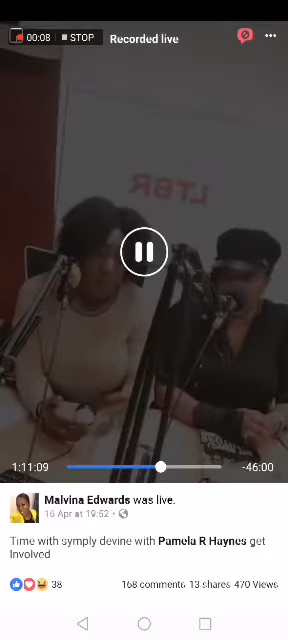 00:08 STOP Recorded live
LTBR
1:11:09 -46:00
Malvina Edwards was live.
16 Apr at 19:52
Time with symply devine with Pamela R Haynes get
Involved
38 168 comments 13 shares 470 Views